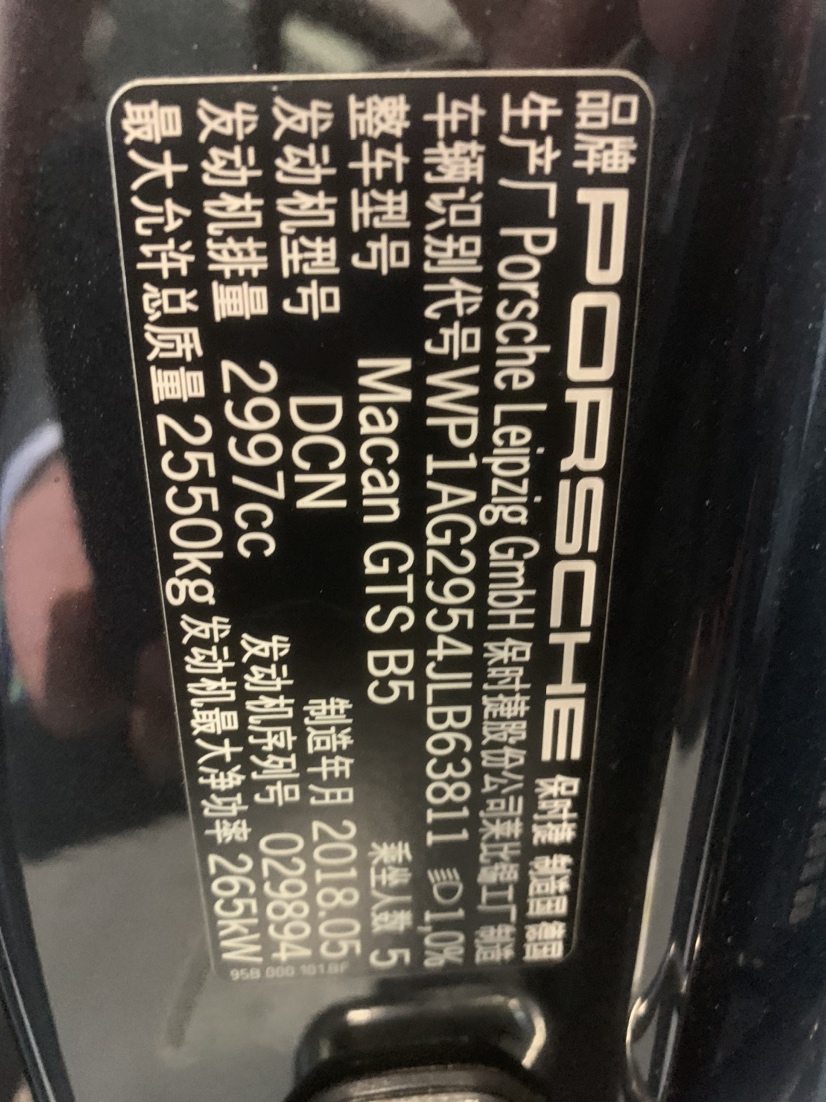 品牌 PORSCHE 保时捷 制造国 德国
生产厂 Porsche Leipzig GmbH 保时捷股份公司莱比锡工厂 制造
车辆识别代号 WP1AG2954JLB63811 1,0%
整车型号 Macan GTS B5 乘坐人数 5
发动机型号 DCN 制造年月 2018.05
发动机排量 2997cc 发动机序列号 029894
最大允许总质量 2550kg 发动机最大净功率 265kW
95B 000 101.BF